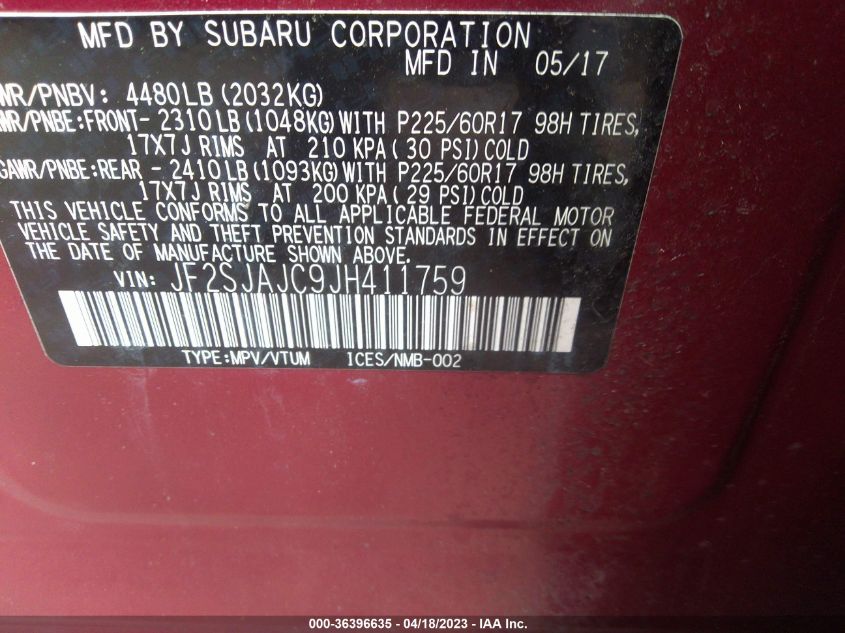 MFD BY SUBARU CORPORATION
MFD IN 05/17
WR/PNBV: 4480LB (2032KG)
WR/PNBE:FRONT- 2310LB (1048KG) WITH P225/60R17 98H TIRES,
17X7J RIMS AT 210 KPA ( 30 PSI) COLD
GAWR/PNBE:REAR - 2410LB (1093KG) WITH P225/60R17 98H TIRES,
17X7J RIMS AT 200 KPA ( 29 PSI) COLD
THIS VEHICLE CONFORMS TO ALL APPLICABLE FEDERAL MOTOR
VEHICLE SAFETY AND THEFT PREVENTION STANDARDS IN EFFECT ON
THE DATE OF MANUFACTURE SHOWN ABOVE.
VIN: JF2SJAJC9JH411759
TYPE:MPV/VTUM ICES/NMB-002
000-36396635 - 04/18/2023 - IAA Inc.